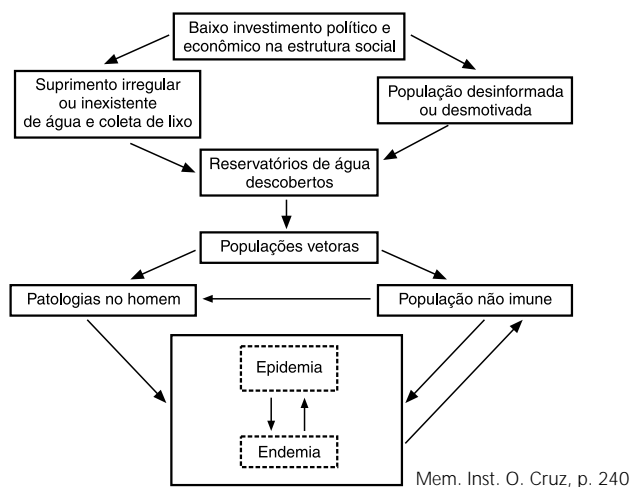 Baixo investimento político e
econômico na estrutura social
Suprimento irregular
ou inexistente
de água e coleta de lixo
População desinformada
ou desmotivada
Reservatórios de água
descobertos
Populações vetoras
Patologias no homem
População não imune
Epidemia
Endemia
Mem. Inst. O. Cruz, p. 240